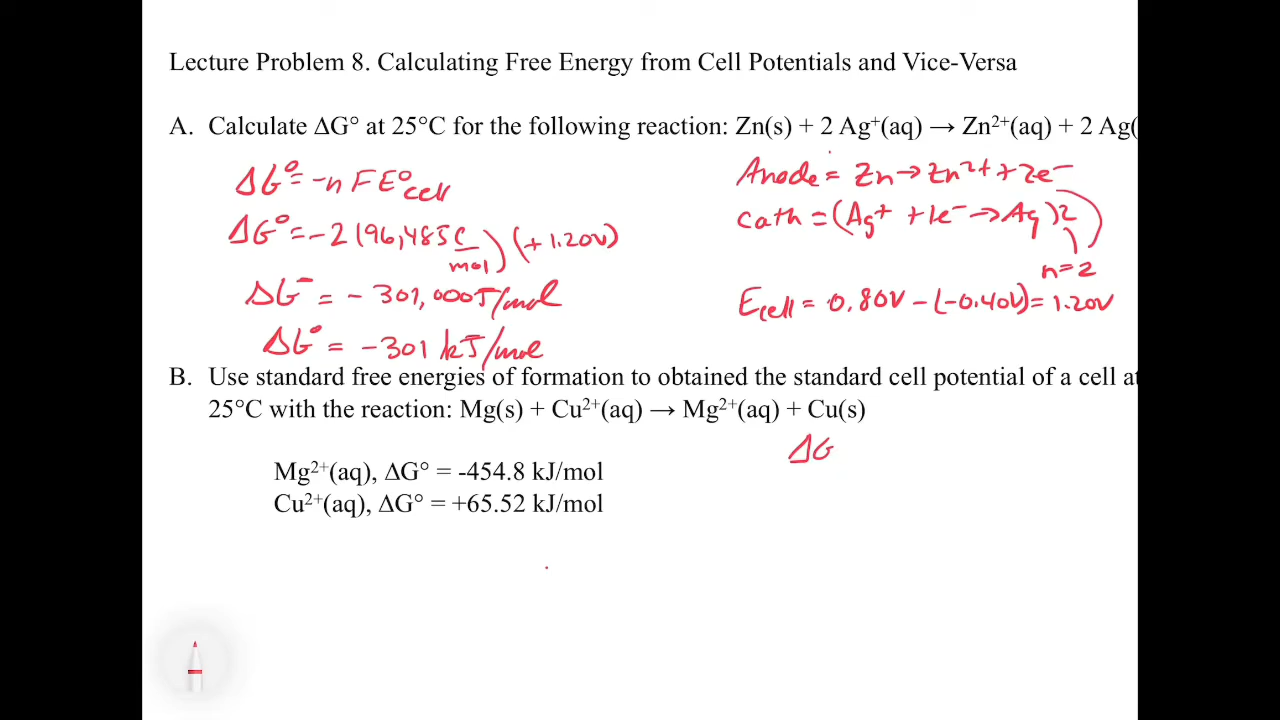 Lecture Problem 8. Calculating Free Energy from Cell Potentials and Vice-Versa
A. Calculate ΔG° at 25°C for the following reaction: Zn(s) + 2 Ag⁺(aq) → Zn²⁺(aq) + 2 Ag(
ΔG° = -nFE°cell
Anode = Zn → Zn²⁺ + 2e⁻
ΔG° = -2(96,485 C/mol)(+1.20V)
cath = (Ag⁺ + 1e⁻ → Ag)2
n=2
ΔG⁻ = -301,000J/mol
Ecell = 0.80V - (-0.40V) = 1.20V
ΔG° = -301 kJ/mol
B. Use standard free energies of formation to obtained the standard cell potential of a cell at
25°C with the reaction: Mg(s) + Cu²⁺(aq) → Mg²⁺(aq) + Cu(s)
ΔG
Mg²⁺(aq), ΔG° = -454.8 kJ/mol
Cu²⁺(aq), ΔG° = +65.52 kJ/mol